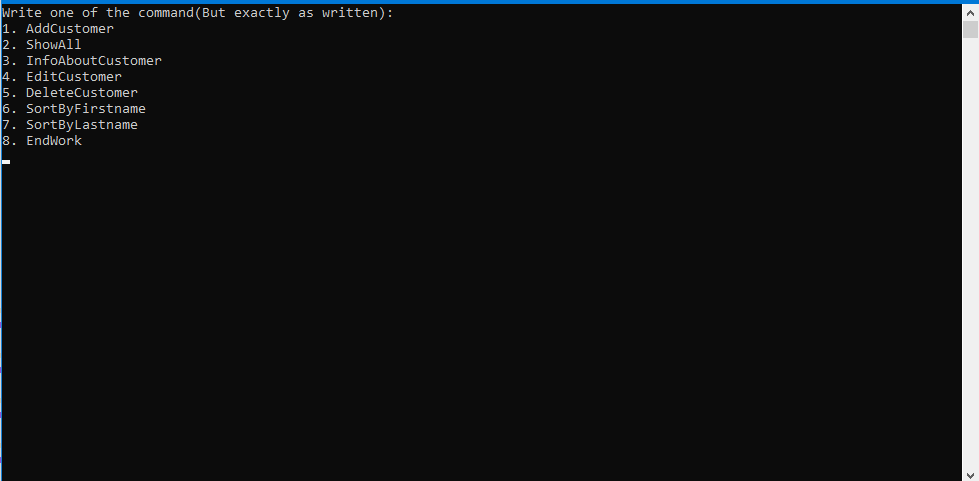 Write one of the command(But exactly as written):
1. AddCustomer
2. ShowAll
3. InfoAboutCustomer
4. EditCustomer
5. DeleteCustomer
6. SortByFirstname
7. SortByLastname
8. EndWork